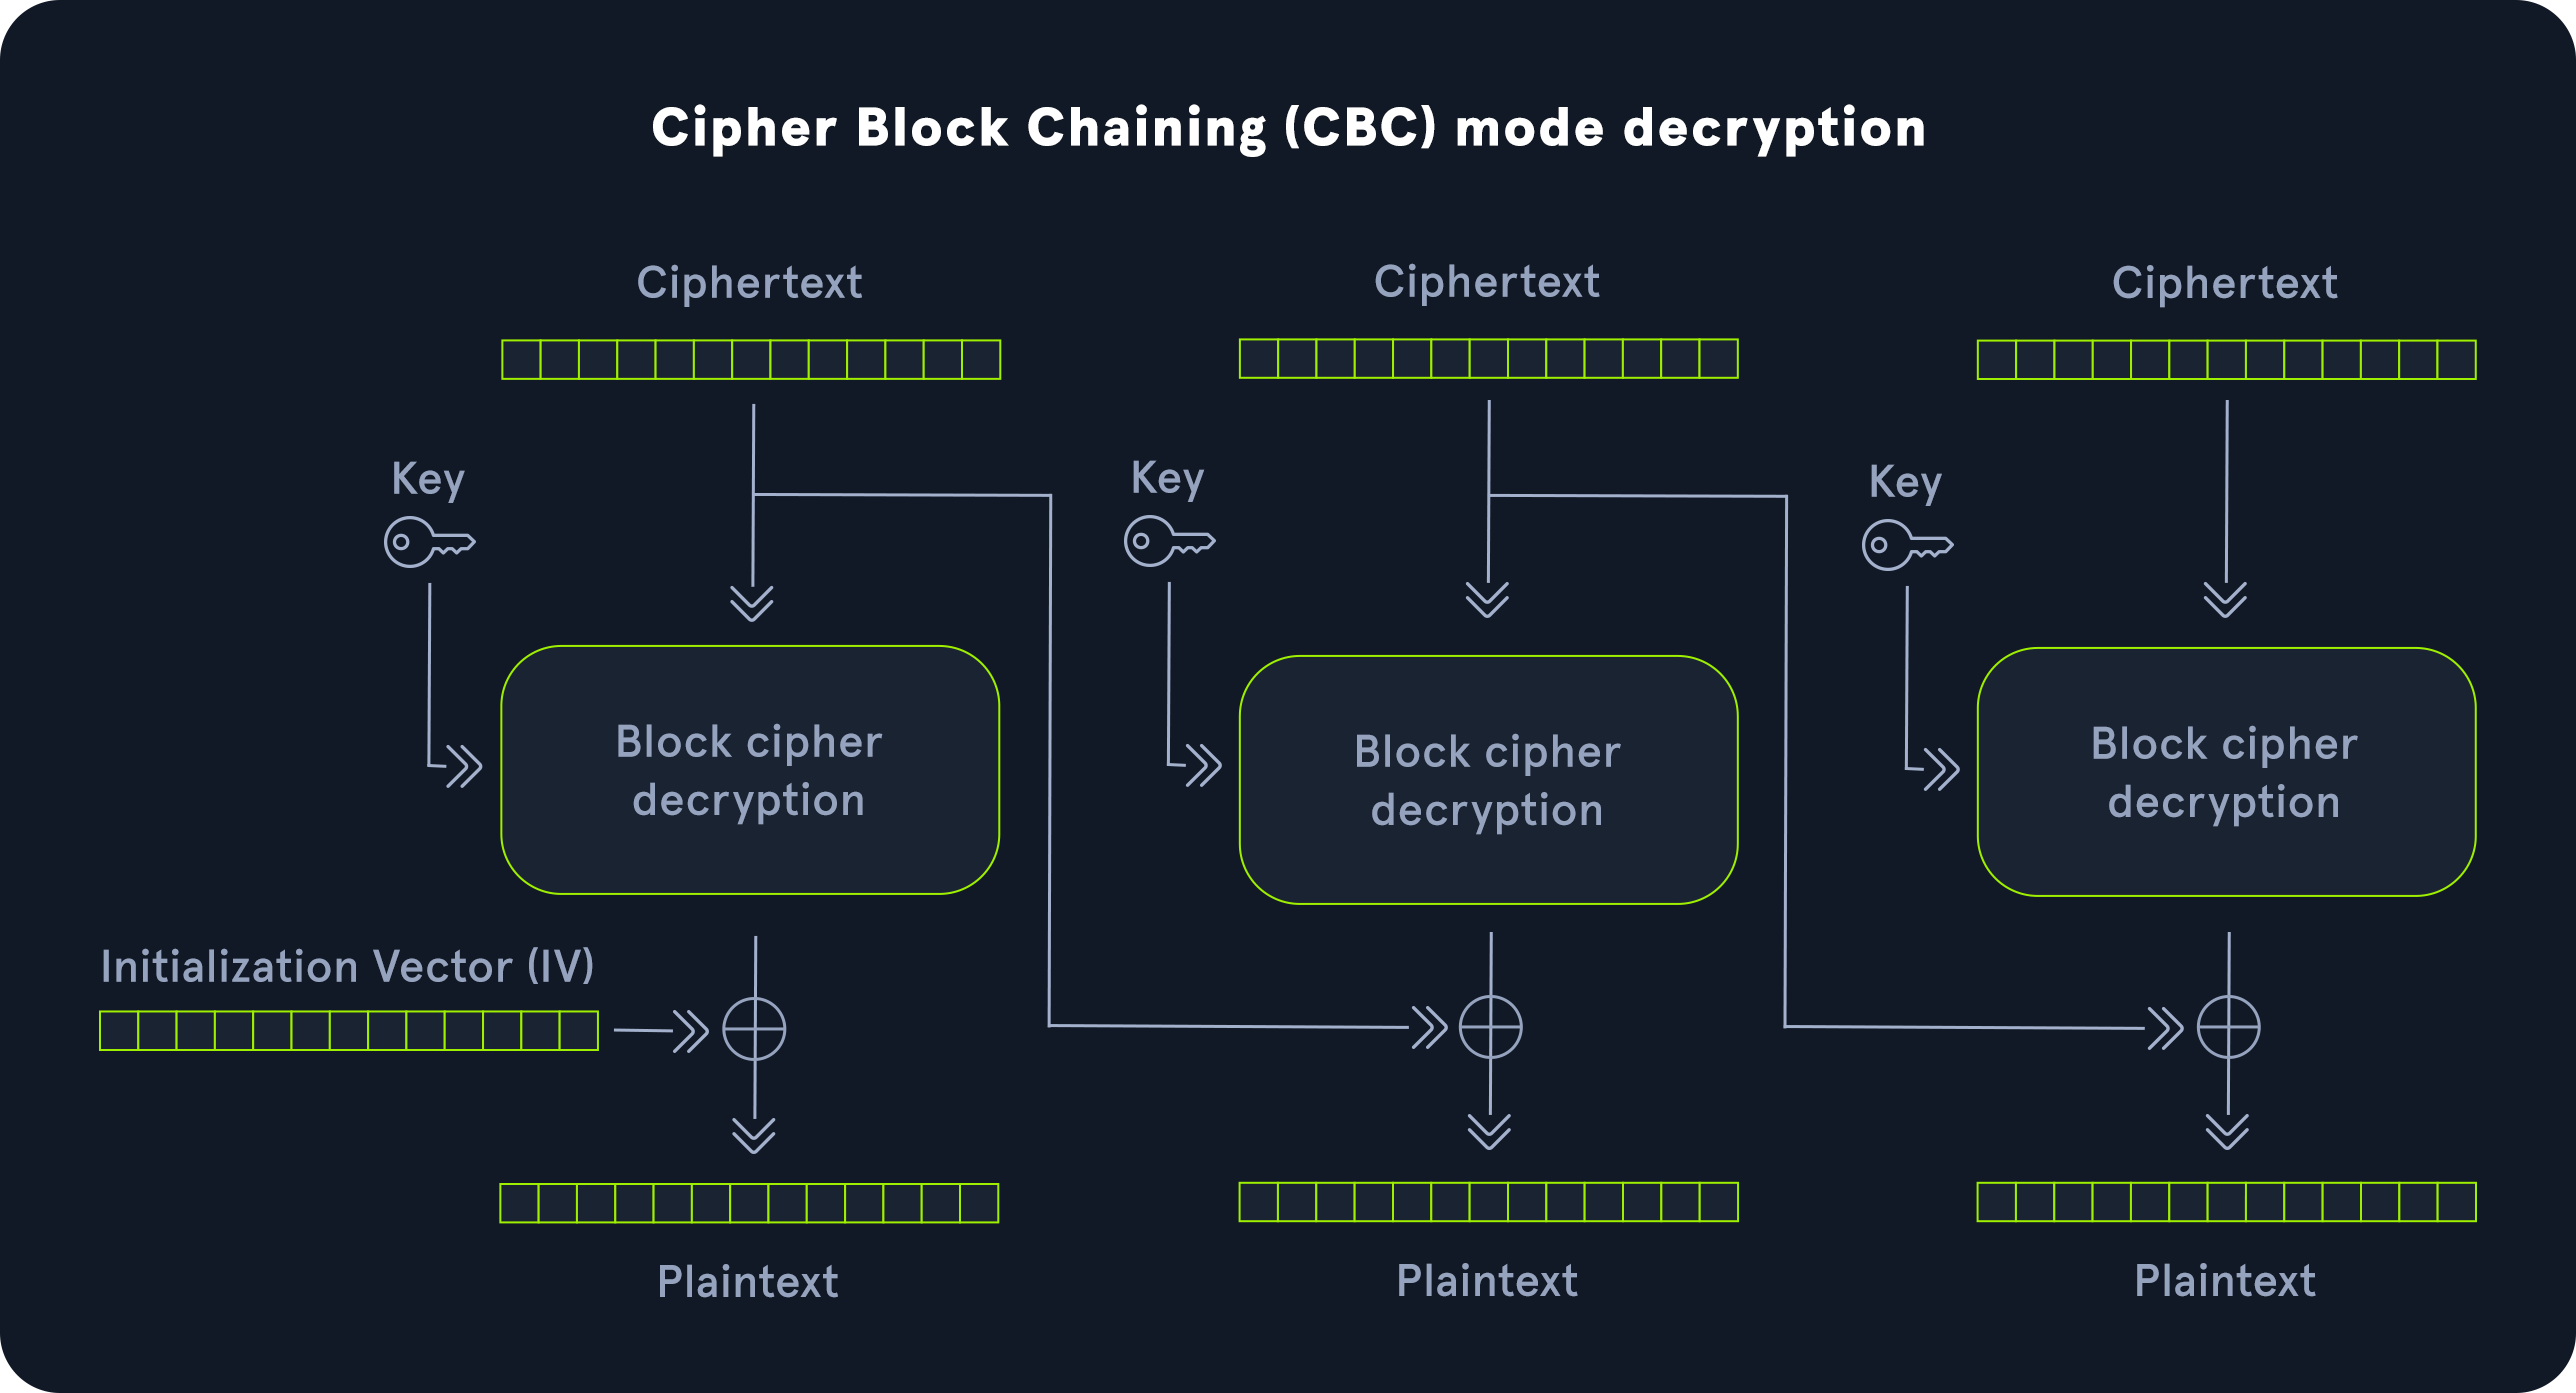 Cipher Block Chaining (CBC) mode decryption
Ciphertext
Ciphertext
Ciphertext
Key
Key
Key
Block cipher
decryption
Block cipher
decryption
Block cipher
decryption
Initialization Vector (IV)
Plaintext
Plaintext
Plaintext